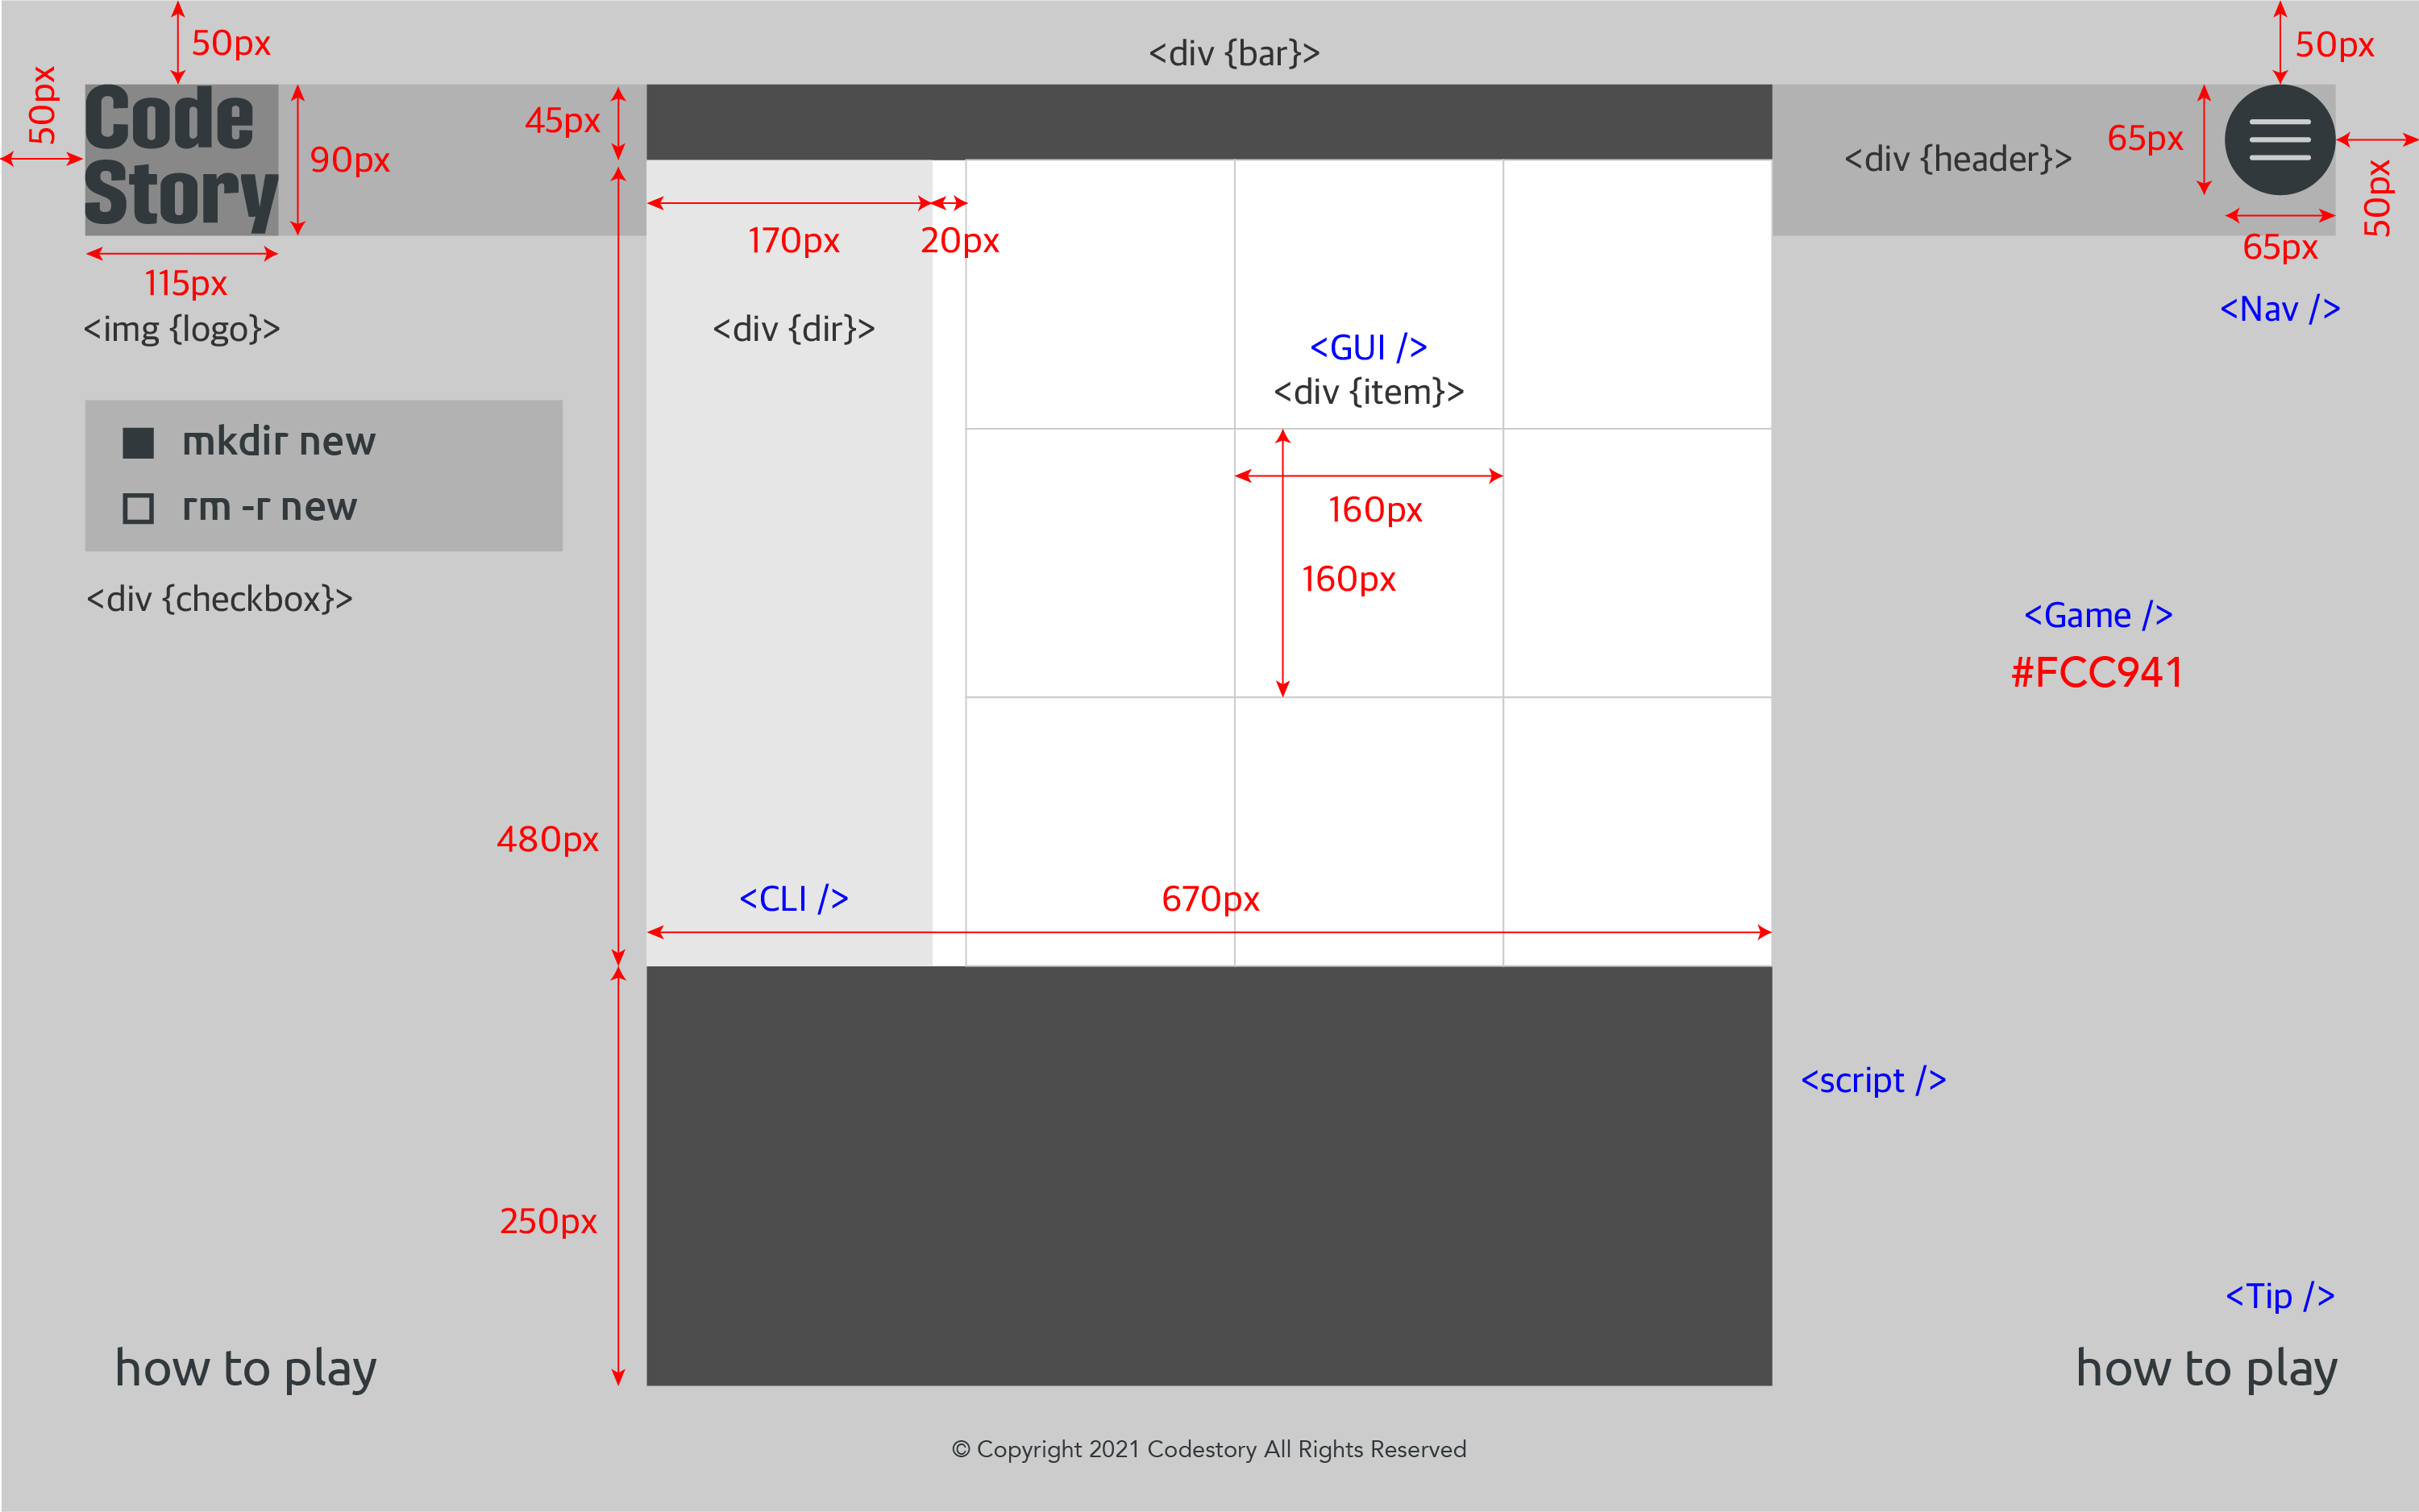 50px
<div {bar}>
50px
50px
Code
Story
90px
45px
<div {header}>
65px
50px
170px
20px
65px
115px
<img {logo}>
<div {dir}>
<Nav />
<GUI />
<div {item}>
mkdir new
rm -r new
160px
160px
<div {checkbox}>
<Game />
#FCC941
480px
<CLI />
670px
<script />
250px
<Tip />
how to play
how to play
© Copyright 2021 Codestory All Rights Reserved